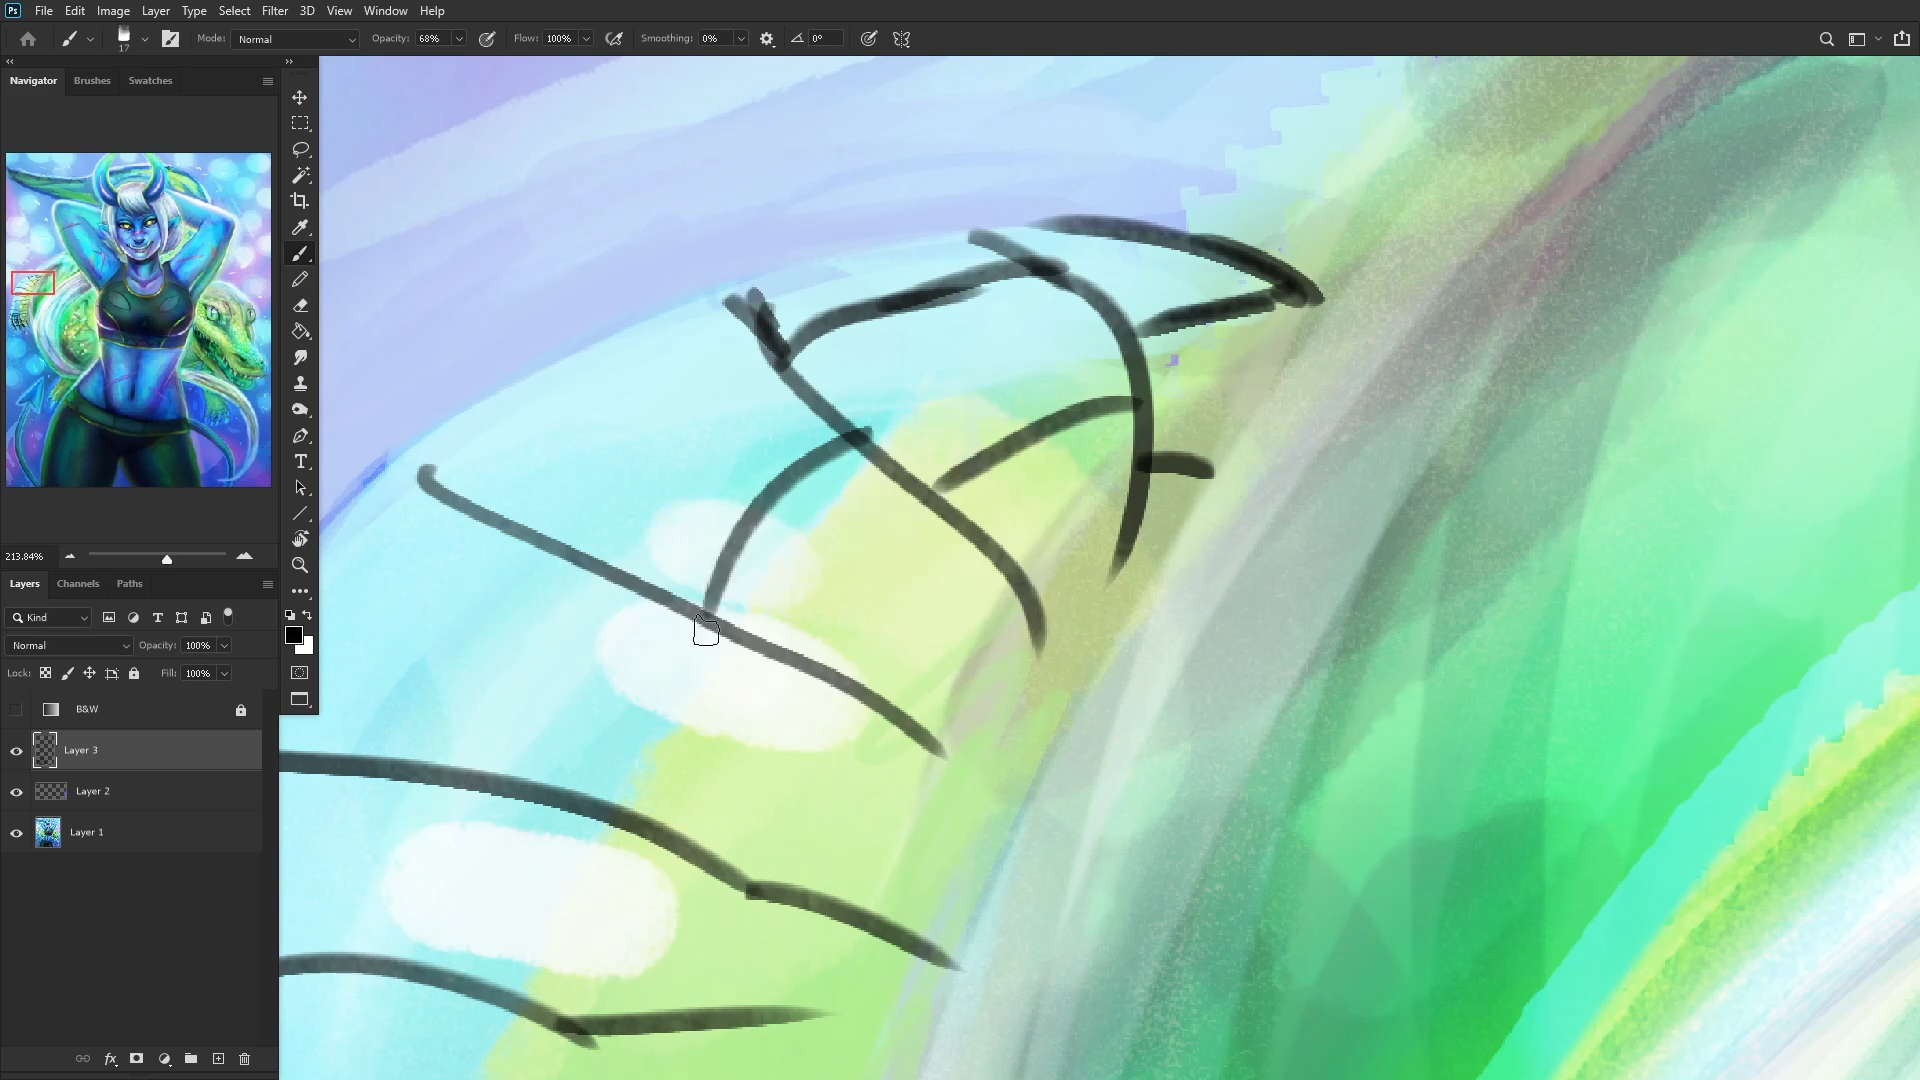 Ps File Edit Image Layer Type Select Filter 3D View Window Help
17 Mode: Normal Opacity: 68% Flow: 100% Smoothing: 0% 0°
Navigator Brushes Swatches
213.84%
Layers Channels Paths
Kind
Normal Opacity: 100%
Lock: Fill: 100%
B&W
Layer 3
Layer 2
Layer 1
fx